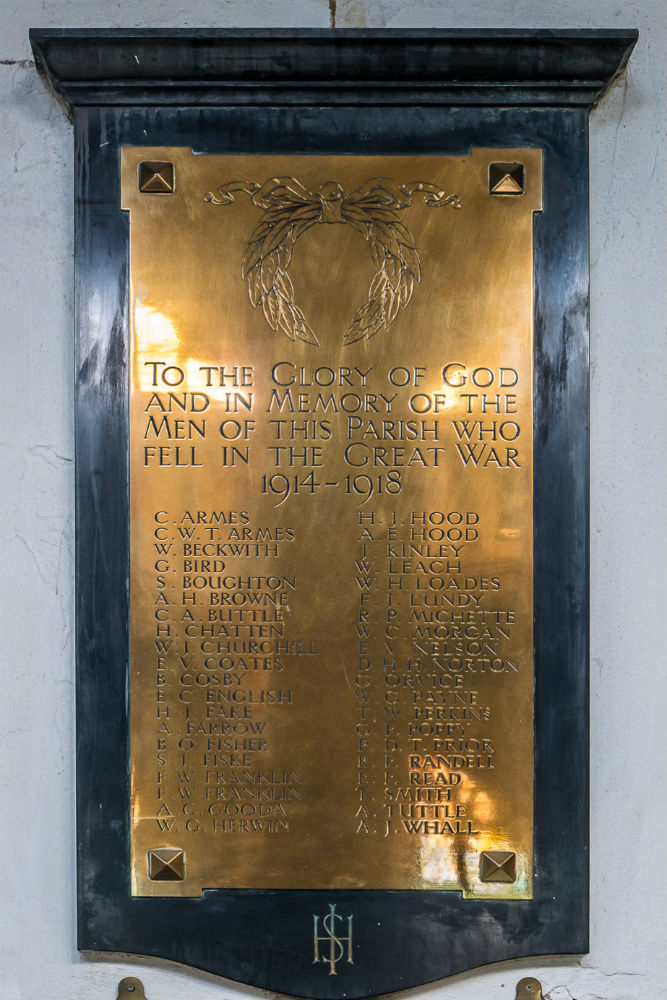 TO THE GLORY OF GOD
AND IN MEMORY OF THE
MEN OF THIS PARISH WHO
FELL IN THE GREAT WAR
1914-1918
C. ARMES
C. W. T. ARMES
W. BECKWITH
G. BIRD
S. BOUGHTON
A. H. BROWNE
C. A. BUTTLE
H. CHATTEN
W. J. CHURCHILL
E. V. COATES
B. COSBY
E. C. ENGLISH
H. J. FAKE
A. FARROW
B. O. FISHER
S. J. FISKE
F. W. FRANKLIN
F. W. FRANKLIN
A. G. GOODA
W. G. HERWIN
H. J. HOOD
A. E. HOOD
J. KINLEY
W. LEACH
W. H. LOADES
F. J. LUNDY
R. P. MICHETTE
W. C. MORGAN
E. V. NELSON
D. H. H. NORTON
G. ORVICE
W. G. PAYNE
T. W. PERKINS
G. F. POPPY
F. D. T. PRIOR
R. P. RANDELL
E. P. READ
T. SMITH
A. TUTTLE
A. J. WHALL
IHS